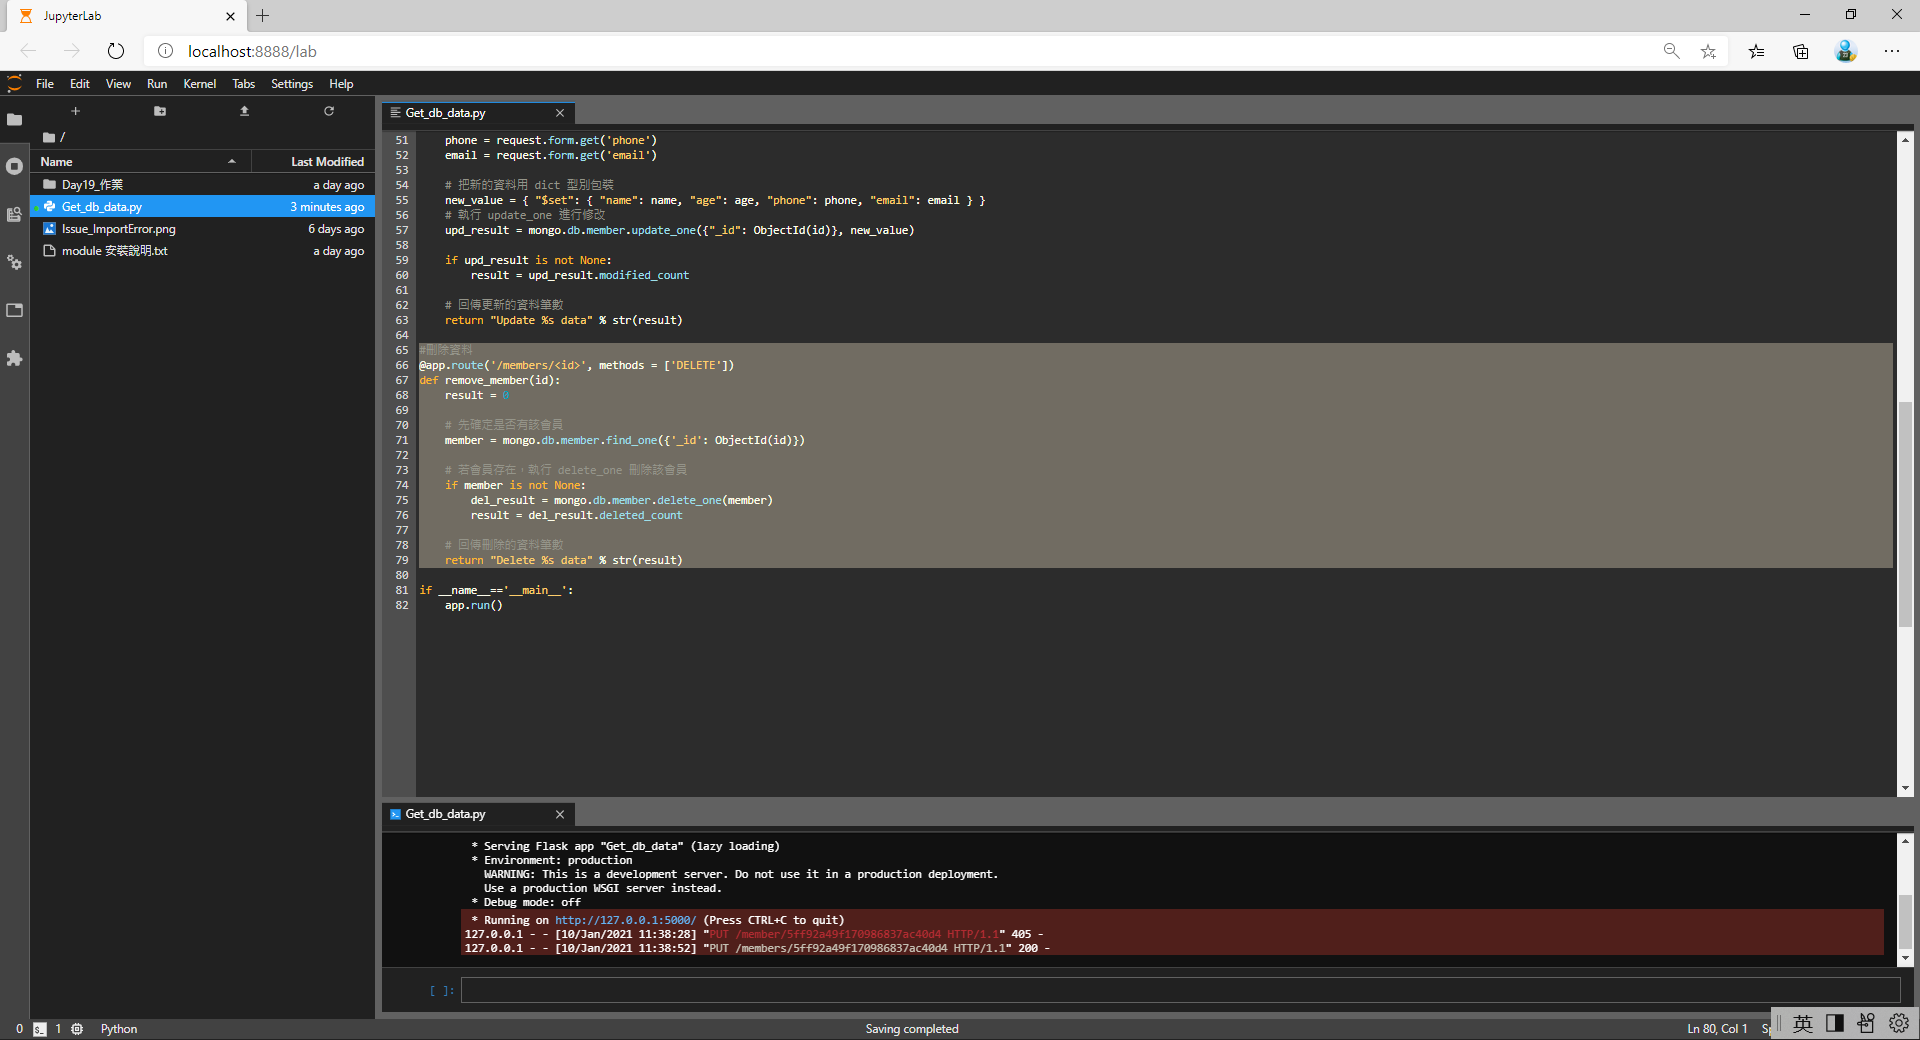 JupyterLab
localhost:8888/lab
File Edit View Run Kernel Tabs Settings Help
/
Name Last Modified
Day19_作業 a day ago
Get_db_data.py 3 minutes ago
Issue_ImportError.png 6 days ago
module 安裝說明.txt a day ago
Get_db_data.py
51 phone = request.form.get('phone')
52 email = request.form.get('email')
53
54 # 把新的資料用 dict 型別包裝
55 new_value = { "$set": { "name": name, "age": age, "phone": phone, "email": email } }
56 # 執行 update_one 進行修改
57 upd_result = mongo.db.member.update_one({"_id": ObjectId(id)}, new_value)
58
59 if upd_result is not None:
60 result = upd_result.modified_count
61
62 # 回傳更新的資料筆數
63 return "Update %s data" % str(result)
64
65 #刪除資料
66 @app.route('/members/<id>', methods = ['DELETE'])
67 def remove_member(id):
68 result = 0
69
70 # 先確定是否有該會員
71 member = mongo.db.member.find_one({'_id': ObjectId(id)})
72
73 # 若會員存在，執行 delete_one 刪除該會員
74 if member is not None:
75 del_result = mongo.db.member.delete_one(member)
76 result = del_result.deleted_count
77
78 # 回傳刪除的資料筆數
79 return "Delete %s data" % str(result)
80
81 if __name__=='__main__':
82 app.run()
Get_db_data.py
* Serving Flask app "Get_db_data" (lazy loading)
* Environment: production
WARNING: This is a development server. Do not use it in a production deployment.
Use a production WSGI server instead.
* Debug mode: off
* Running on http://127.0.0.1:5000/ (Press CTRL+C to quit)
127.0.0.1 - - [10/Jan/2021 11:38:28] "PUT /member/5ff92a49f170986837ac40d4 HTTP/1.1" 405 -
127.0.0.1 - - [10/Jan/2021 11:38:52] "PUT /members/5ff92a49f170986837ac40d4 HTTP/1.1" 200 -
[ ]:
0 1 Python Saving completed Ln 80, Col 1 英